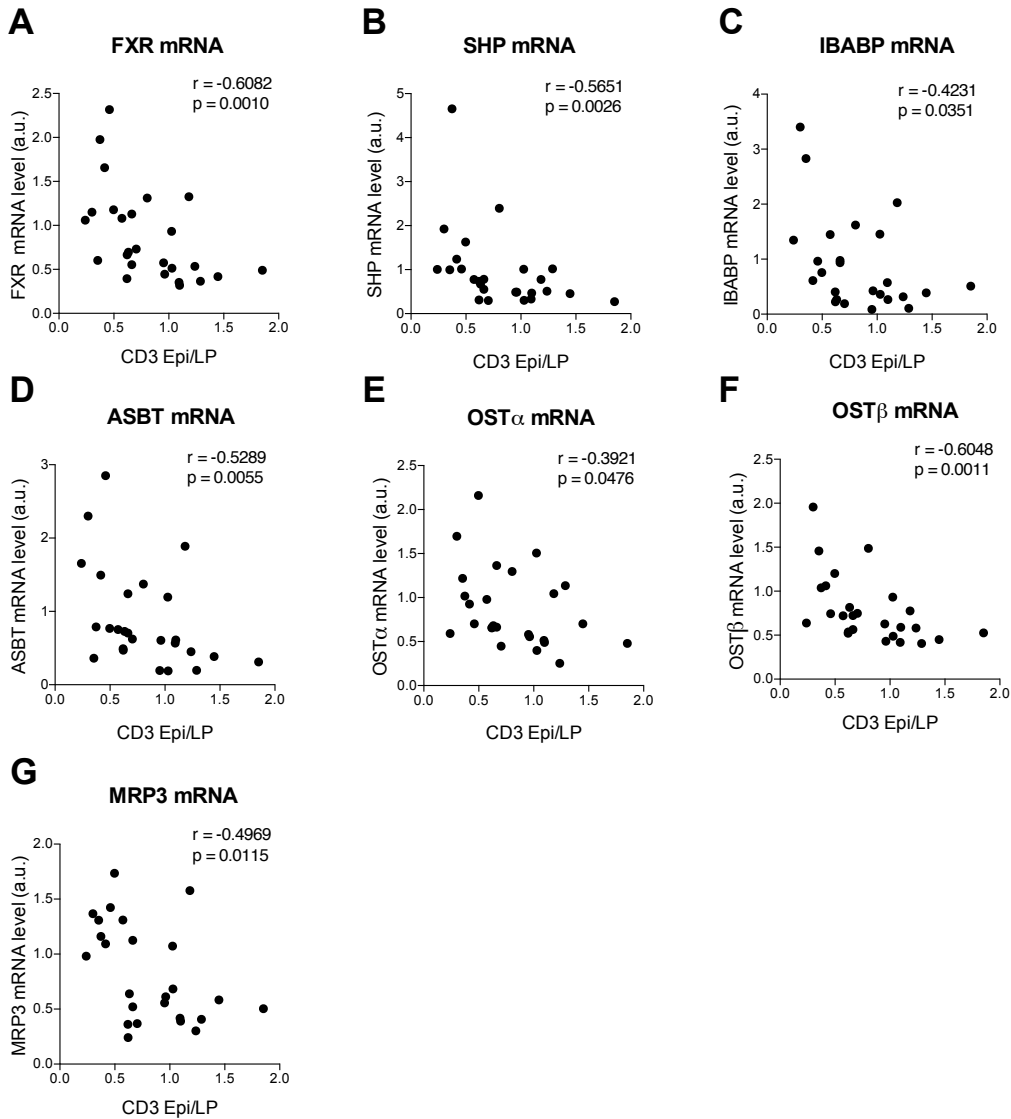 A
FXR mRNA
r = -0.6082
p = 0.0010
FXR mRNA level (a.u.)
2.5
2.0
1.5
1.0
0.5
0.0
0.0 0.5 1.0 1.5 2.0
CD3 Epi/LP
B
SHP mRNA
r = -0.5651
p = 0.0026
SHP mRNA level (a.u.)
5
4
3
2
1
0
0.0 0.5 1.0 1.5 2.0
CD3 Epi/LP
C
IBABP mRNA
r = -0.4231
p = 0.0351
IBABP mRNA level (a.u.)
4
3
2
1
0
0.0 0.5 1.0 1.5 2.0
CD3 Epi/LP
D
ASBT mRNA
r = -0.5289
p = 0.0055
ASBT mRNA level (a.u.)
3
2
1
0
0.0 0.5 1.0 1.5 2.0
CD3 Epi/LP
E
OSTα mRNA
r = -0.3921
p = 0.0476
OSTα mRNA level (a.u.)
2.5
2.0
1.5
1.0
0.5
0.0
0.0 0.5 1.0 1.5 2.0
CD3 Epi/LP
F
OSTβ mRNA
r = -0.6048
p = 0.0011
OSTβ mRNA level (a.u.)
2.5
2.0
1.5
1.0
0.5
0.0
0.0 0.5 1.0 1.5 2.0
CD3 Epi/LP
G
MRP3 mRNA
r = -0.4969
p = 0.0115
MRP3 mRNA level (a.u.)
2.0
1.5
1.0
0.5
0.0
0.0 0.5 1.0 1.5 2.0
CD3 Epi/LP